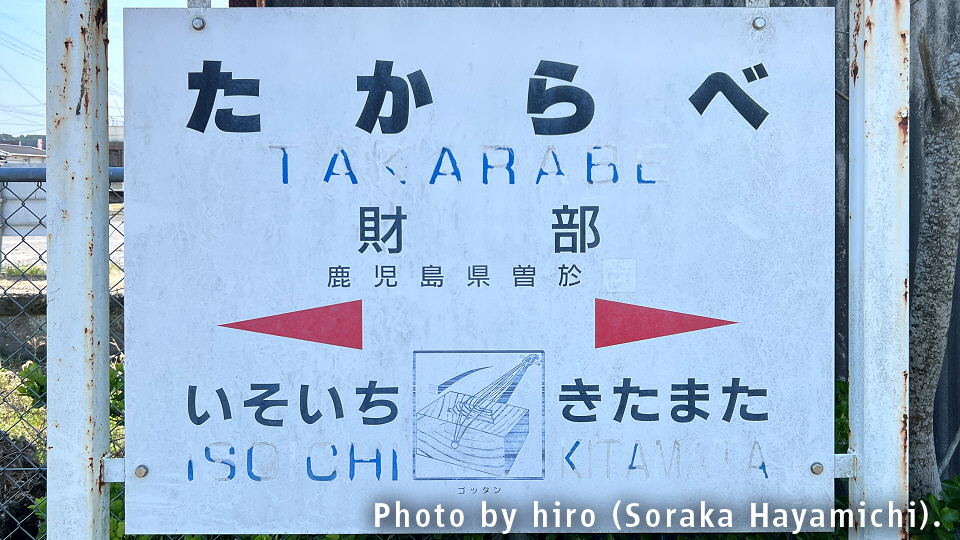 たからべ
TAKARABE
財部
鹿児島県曽於
いそいち きたまた
ISOICHI KITAMATA
ゴッタン
Photo by hiro (Soraka Hayamichi).